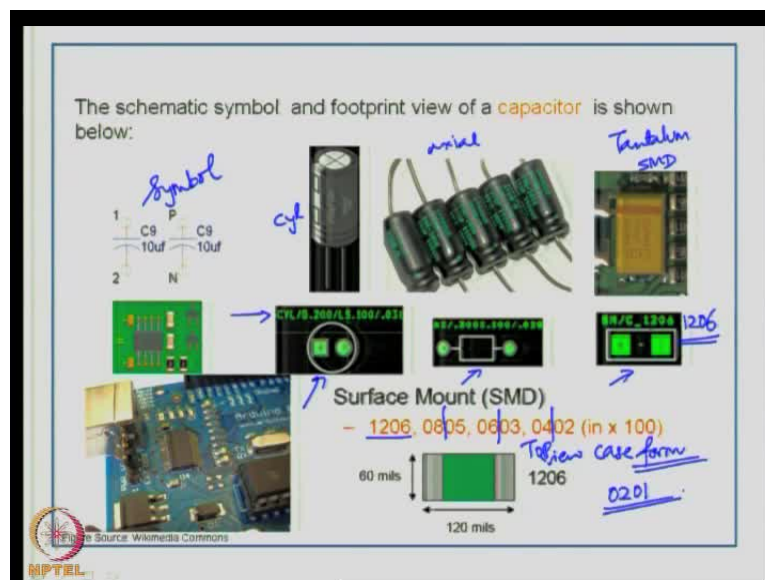 The schematic symbol and footprint view of a capacitor is shown
below:
Symbol
Cyl
axial
Tantalum
SMD
1 P
C9 C9
10uf 10uf
2 N
CYL/D.200/LS.100/.031
SM/C_1206
1206
Surface Mount (SMD)
– 1206, 0805, 0603, 0402 (in x 100)
Top view case form
60 mils
1206
120 mils
0201
Figure Source: Wikimedia Commons
NPTEL